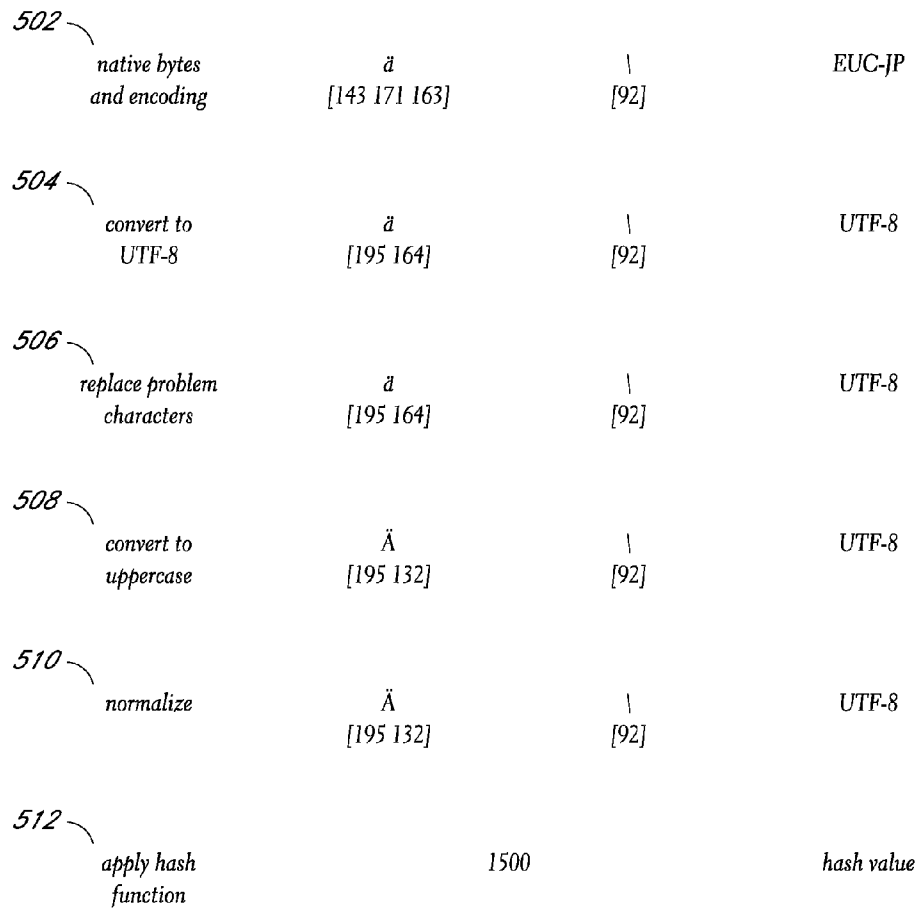 502
native bytes ä \ EUC-JP
and encoding [143 171 163] [92]
504
convert to ä \ UTF-8
UTF-8 [195 164] [92]
506
replace problem ä \ UTF-8
characters [195 164] [92]
508
convert to Ä \ UTF-8
uppercase [195 132] [92]
510
normalize Ä \ UTF-8
[195 132] [92]
512
apply hash 1500 hash value
function